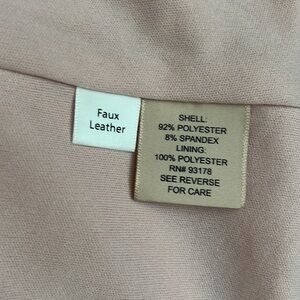 Faux
Leather
SHELL:
92% POLYESTER
8% SPANDEX
LINING:
100% POLYESTER
RN# 93178
SEE REVERSE
FOR CARE